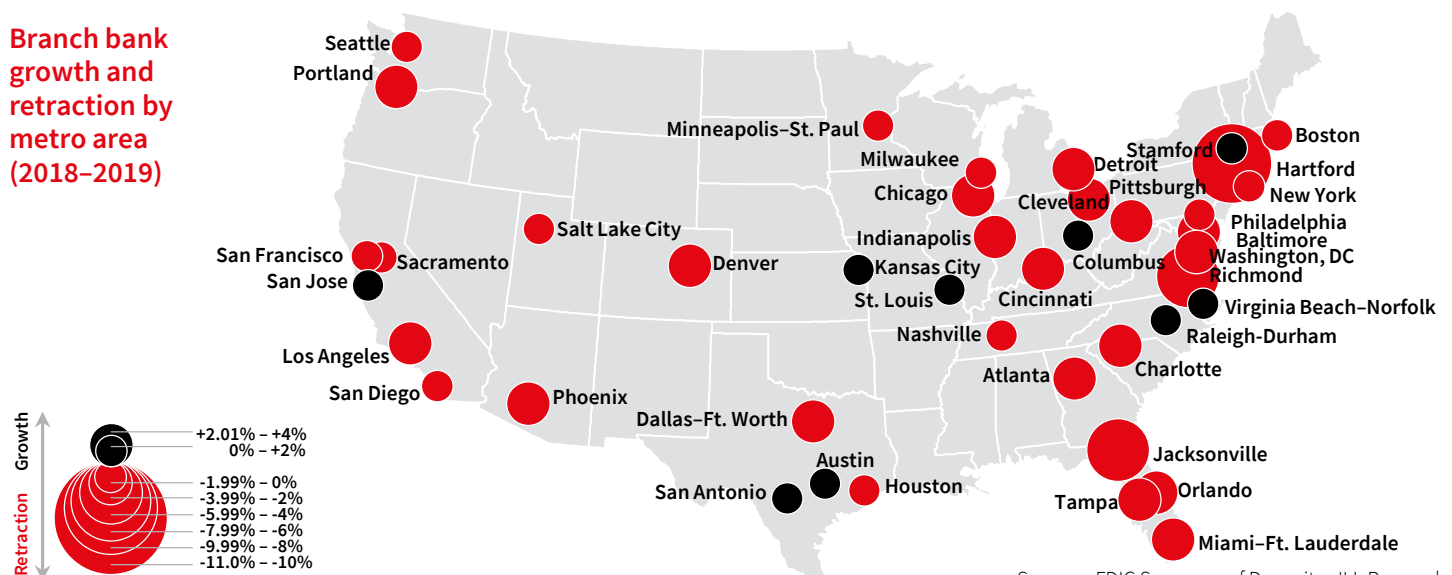 Branch bank
growth and
retraction by
metro area
(2018–2019)
Seattle
Portland
Minneapolis–St. Paul
Milwaukee
Chicago
Detroit
Stamford
Boston
Hartford
New York
Pittsburgh
Cleveland
Philadelphia
Baltimore
Washington, DC
Richmond
Salt Lake City
Indianapolis
San Francisco
Sacramento
Denver
Kansas City
Columbus
San Jose
St. Louis
Cincinnati
Virginia Beach–Norfolk
Nashville
Raleigh-Durham
Los Angeles
Charlotte
Atlanta
San Diego
Phoenix
Dallas–Ft. Worth
Austin
Jacksonville
San Antonio
Houston
Orlando
Tampa
Miami–Ft. Lauderdale
Growth
Retraction
+2.01% – +4%
0% – +2%
-1.99% – 0%
-3.99% – -2%
-5.99% – -4%
-7.99% – -6%
-9.99% – -8%
-11.0% – -10%